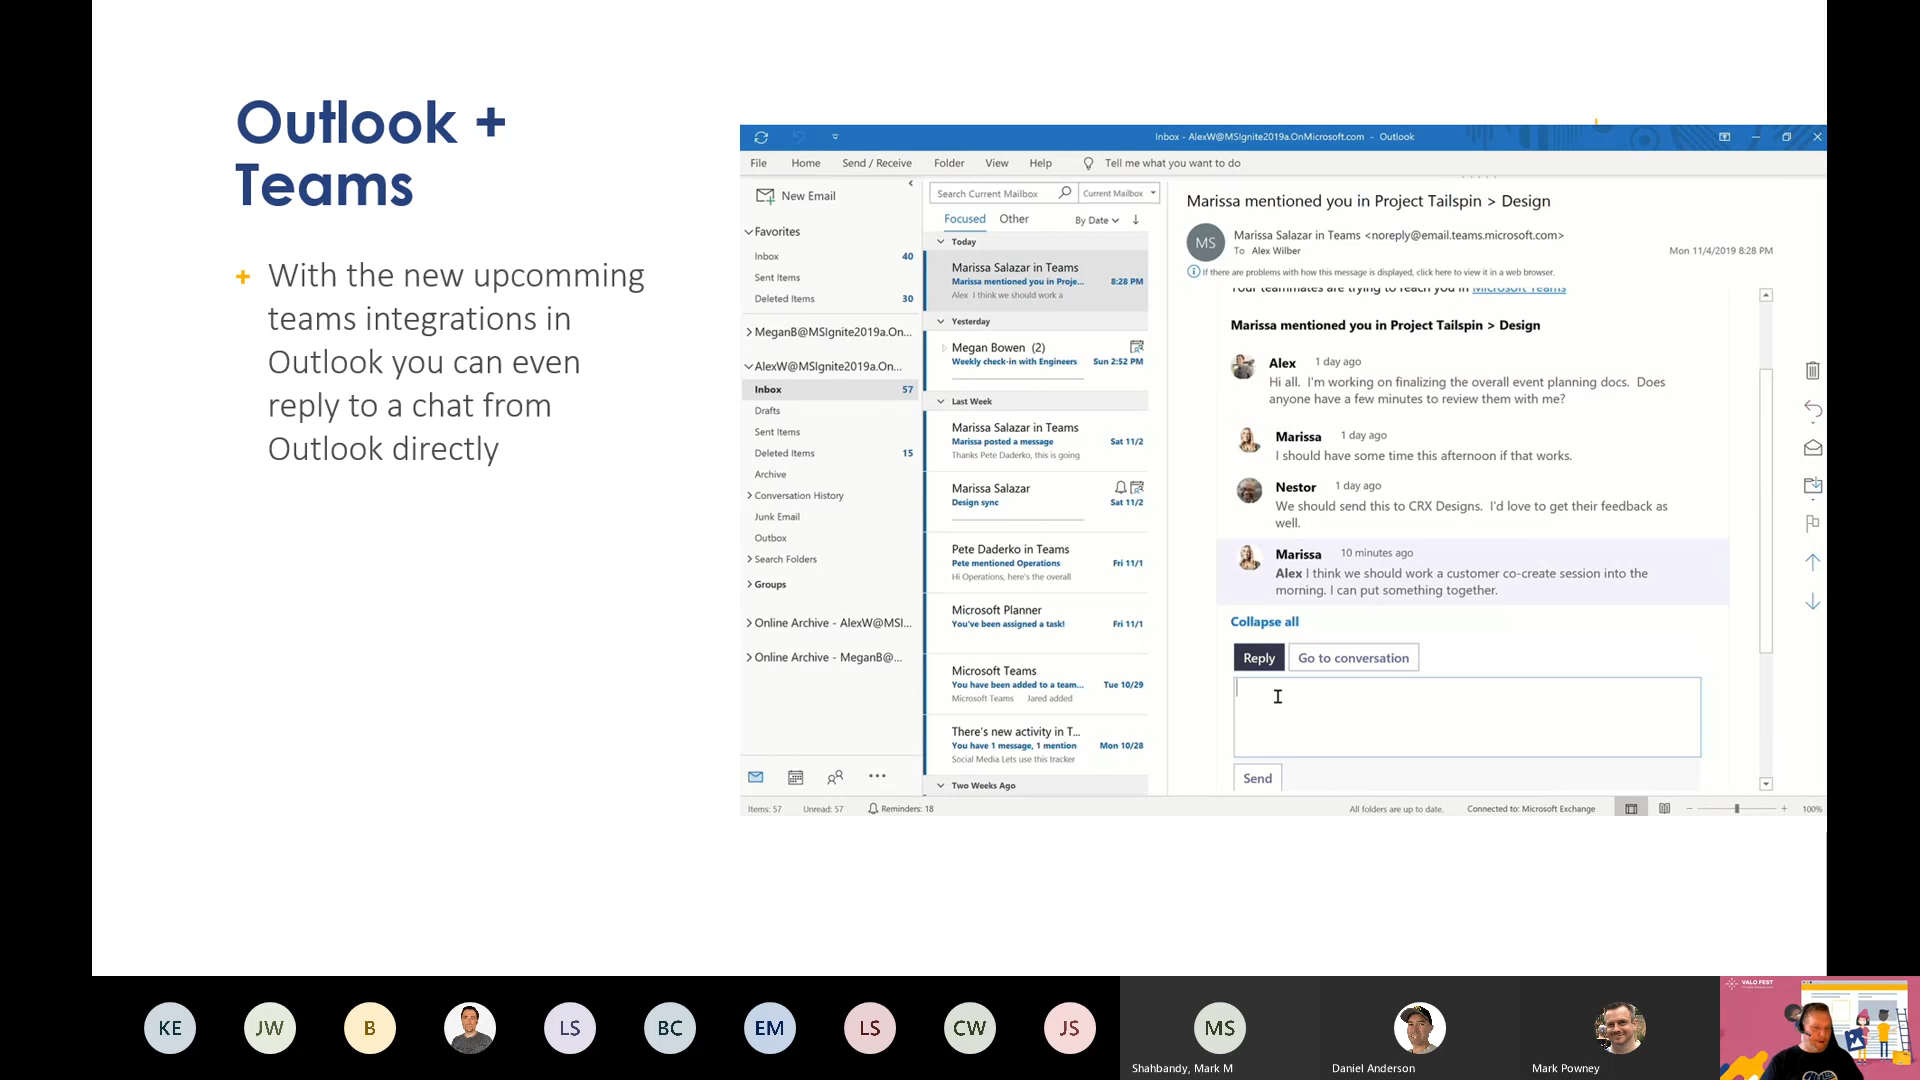 Outlook +
Teams
+ With the new upcomming
teams integrations in
Outlook you can even
reply to a chat from
Outlook directly
Inbox - AlexW@MSIgnite2019a.OnMicrosoft.com - Outlook
File Home Send / Receive Folder View Help Tell me what you want to do
New Email
Favorites
Inbox 40
Sent Items
Deleted Items 30
MeganB@MSIgnite2019a.On...
AlexW@MSIgnite2019a.On...
Inbox 57
Drafts
Sent Items
Deleted Items 15
Archive
Conversation History
Junk Email
Outbox
Search Folders
Groups
Online Archive - AlexW@MSI...
Online Archive - MeganB@...
Search Current Mailbox Current Mailbox
Focused Other By Date
Today
Marissa Salazar in Teams
Marissa mentioned you in Proje... 8:28 PM
Alex I think we should work a
Yesterday
Megan Bowen (2)
Weekly check-in with Engineers Sun 2:52 PM
Last Week
Marissa Salazar in Teams
Marissa posted a message Sat 11/2
Thanks Pete Daderko, this is going
Marissa Salazar
Design sync Sat 11/2
Pete Daderko in Teams
Pete mentioned Operations Fri 11/1
Hi Operations, here's the overall
Microsoft Planner
You've been assigned a task! Fri 11/1
Microsoft Teams
You have been added to a team... Tue 10/29
Microsoft Teams Jared added
There's new activity in T...
You have 1 message, 1 mention Mon 10/28
Social Media Lets use this tracker
Two Weeks Ago
Marissa mentioned you in Project Tailspin > Design
MS
Marissa Salazar in Teams <noreply@email.teams.microsoft.com>
To Alex Wilber
Mon 11/4/2019 8:28 PM
If there are problems with how this message is displayed, click here to view it in a web browser.
Your teammates are trying to reach you in Microsoft Teams
Marissa mentioned you in Project Tailspin > Design
Alex 1 day ago
Hi all. I'm working on finalizing the overall event planning docs. Does
anyone have a few minutes to review them with me?
Marissa 1 day ago
I should have some time this afternoon if that works.
Nestor 1 day ago
We should send this to CRX Designs. I'd love to get their feedback as
well.
Marissa 10 minutes ago
Alex I think we should work a customer co-create session into the
morning. I can put something together.
Collapse all
Reply Go to conversation
Send
Items: 57 Unread: 57 Reminders: 18 All folders are up to date. Connected to: Microsoft Exchange 100%
KE JW B LS BC EM LS CW JS MS
Shahbandy, Mark M Daniel Anderson Mark Powney
VALO FEST